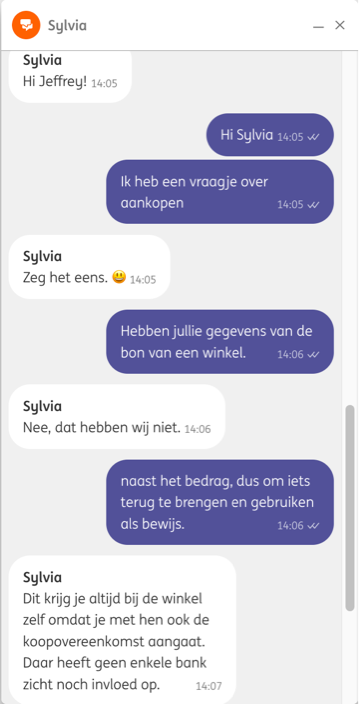 Sylvia
Sylvia
Hi Jeffrey! 14:05
Hi Sylvia 14:05
Ik heb een vraagje over
aankopen 14:05
Sylvia
Zeg het eens. 😃 14:05
Hebben jullie gegevens van de
bon van een winkel. 14:06
Sylvia
Nee, dat hebben wij niet. 14:06
naast het bedrag, dus om iets
terug te brengen en gebruiken
als bewijs. 14:06
Sylvia
Dit krijg je altijd bij de winkel
zelf omdat je met hen ook de
koopovereenkomst aangaat.
Daar heeft geen enkele bank
zicht noch invloed op. 14:07